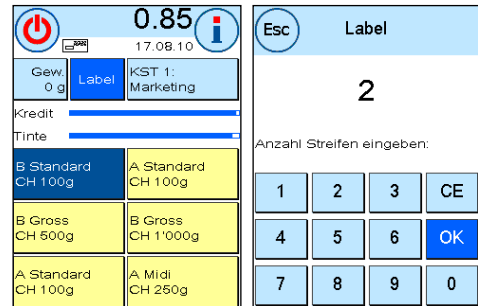 0.85
i
17.08.10
Gew.
0 g
Label
KST 1:
Marketing
Kredit
Tinte
B Standard
CH 100g
A Standard
CH 100g
B Gross
CH 500g
B Gross
CH 1'000g
A Standard
CH 100g
A Midi
CH 250g
Esc
Label
2
Anzahl Streifen eingeben:
1
2
3
CE
4
5
6
OK
7
8
9
0